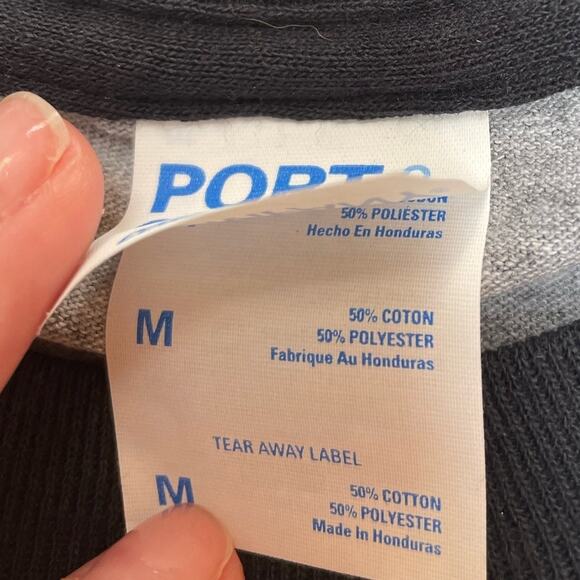 PORT &
50% POLIÉSTER
Hecho En Honduras
M
50% COTON
50% POLYESTER
Fabrique Au Honduras
TEAR AWAY LABEL
M
50% COTTON
50% POLYESTER
Made In Honduras